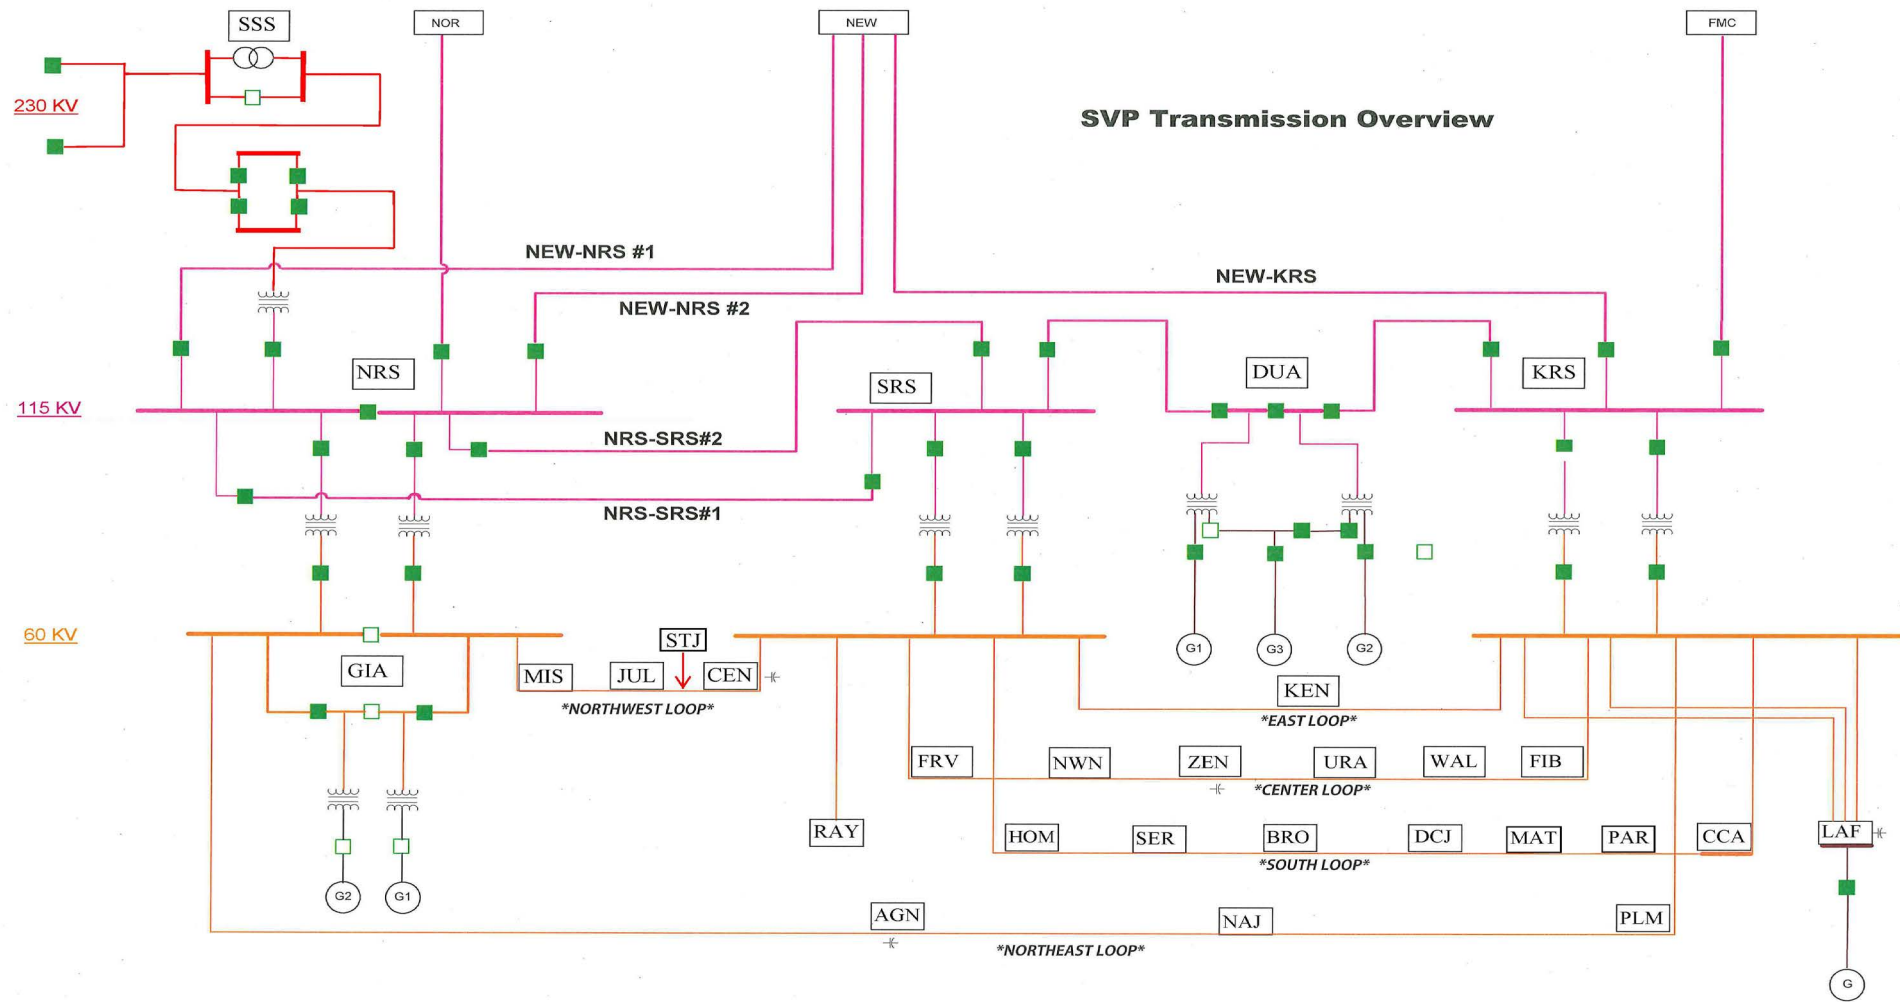 SSS
NOR
NEW
FMC
230 KV
SVP Transmission Overview
NEW-NRS #1
NEW-KRS
NEW-NRS #2
NRS
SRS
DUA
KRS
115 KV
NRS-SRS#2
NRS-SRS#1
60 KV
STJ
G1
G3
G2
GIA
MIS
JUL
CEN
KEN
*NORTHWEST LOOP*
*EAST LOOP*
FRV
NWN
ZEN
URA
WAL
FIB
*CENTER LOOP*
RAY
HOM
SER
BRO
DCJ
MAT
PAR
CCA
LAF
*SOUTH LOOP*
G2
G1
AGN
NAJ
PLM
*NORTHEAST LOOP*
G